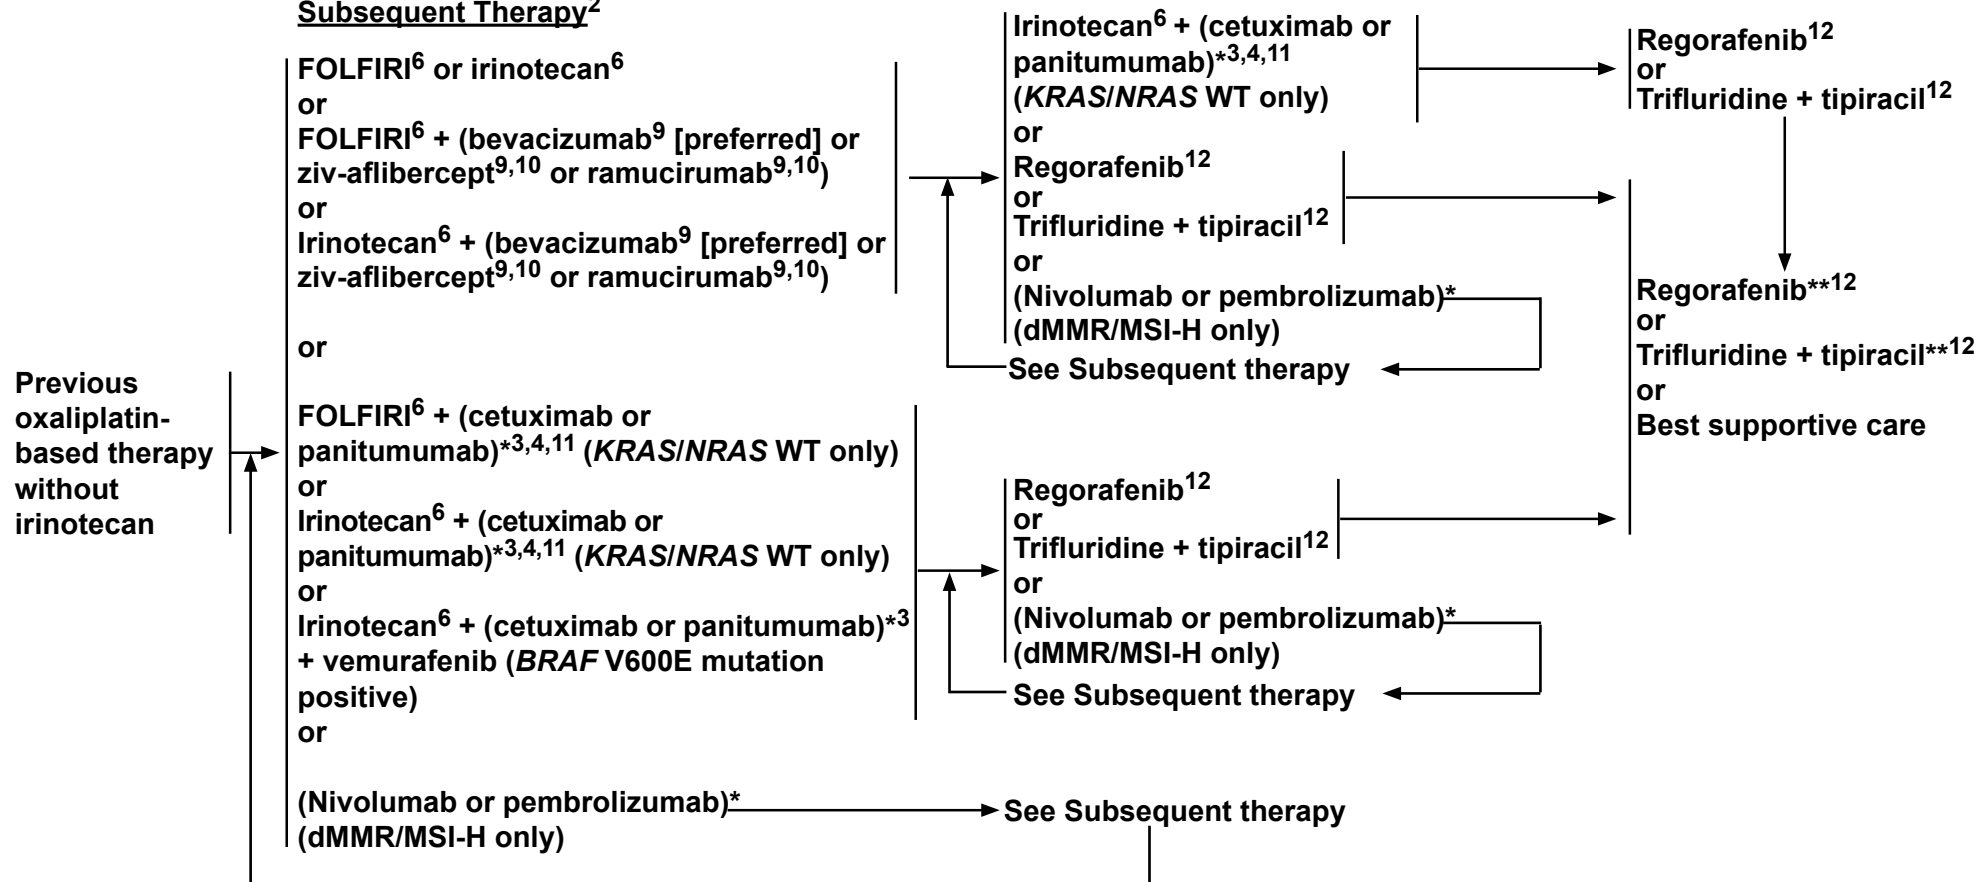 Subsequent Therapy2
Previous
oxaliplatin-
based therapy
without
irinotecan
FOLFIRI6 or irinotecan6
or
FOLFIRI6 + (bevacizumab9 [preferred] or
ziv-aflibercept9,10 or ramucirumab9,10)
or
Irinotecan6 + (bevacizumab9 [preferred] or
ziv-aflibercept9,10 or ramucirumab9,10)
or
FOLFIRI6 + (cetuximab or
panitumumab)*3,4,11 (KRAS/NRAS WT only)
or
Irinotecan6 + (cetuximab or
panitumumab)*3,4,11 (KRAS/NRAS WT only)
or
Irinotecan6 + (cetuximab or panitumumab)*3
+ vemurafenib (BRAF V600E mutation
positive)
or
(Nivolumab or pembrolizumab)*
(dMMR/MSI-H only)
Irinotecan6 + (cetuximab or
panitumumab)*3,4,11
(KRAS/NRAS WT only)
or
Regorafenib12
or
Trifluridine + tipiracil12
or
(Nivolumab or pembrolizumab)*
(dMMR/MSI-H only)
See Subsequent therapy
Regorafenib12
or
Trifluridine + tipiracil12
or
(Nivolumab or pembrolizumab)*
(dMMR/MSI-H only)
See Subsequent therapy
See Subsequent therapy
Regorafenib12
or
Trifluridine + tipiracil12
Regorafenib**12
or
Trifluridine + tipiracil**12
or
Best supportive care